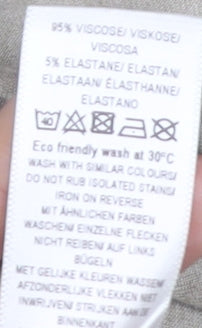 95% VISCOSE/ VISKOSE/
VISCOSA
5% ELASTANE/ ELASTAN/
ELASTAAN/ ÉLASTHANNE/
ELASTANO
40
Eco friendly wash at 30°C
WASH WITH SIMILAR COLOURS/
DO NOT RUB ISOLATED STAINS/
IRON ON REVERSE
MIT ÄHNLICHEN FARBEN
WASCHEN/ EINZELNE FLECKEN
NICHT REIBEN/ AUF LINKS
BÜGELN
MET GELIJKE KLEUREN WASSEN/
AFZONDERLIJKE VLEKKEN NIET
INWRIJVEN/ STRIJKEN AAN DE
BINNENKANT